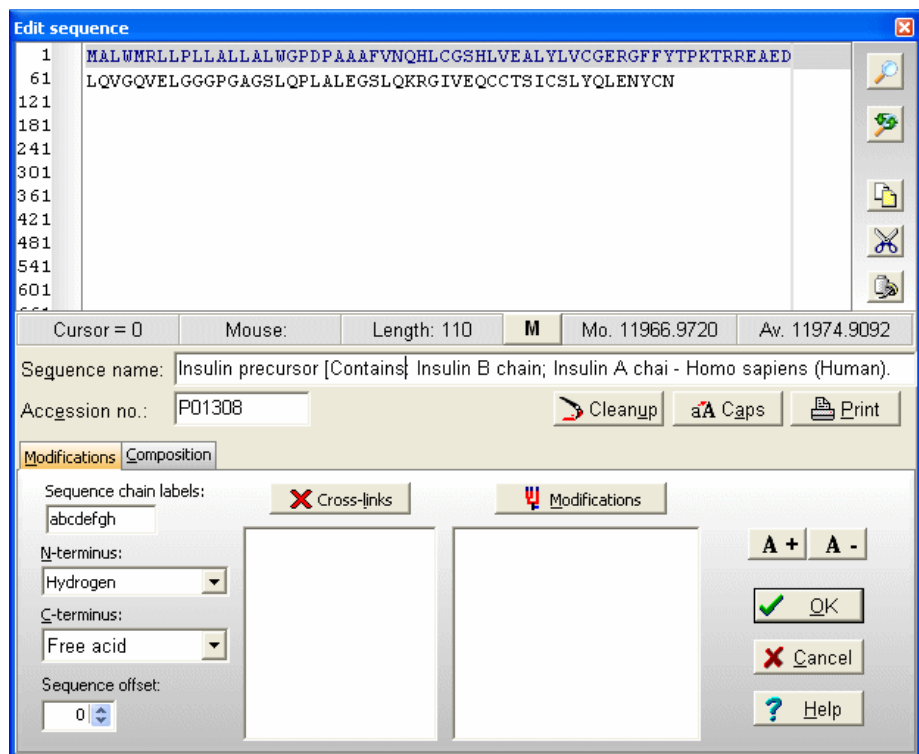 Edit sequence
1 MALWMRLLPLLALLALWGPDPAAAFVNQHLCGSHLVEALYLVCGERGFFYTPKTRREAED
61 LQVGQVELGGGPGAGSLQPLALEGSLQKRGIVEQCCTSICSLYQLENYCN
121
181
241
301
361
421
481
541
601
Cursor = 0 Mouse: Length: 110 M Mo. 11966.9720 Av. 11974.9092
Sequence name: Insulin precursor [Contains: Insulin B chain; Insulin A chai - Homo sapiens (Human).
Accession no.: P01308 Cleanup aA Caps Print
Modifications Composition
Sequence chain labels: Cross-links Modifications
abcdefgh
N-terminus: A + A -
Hydrogen
C-terminus: OK
Free acid
Cancel
Sequence offset:
0 Help